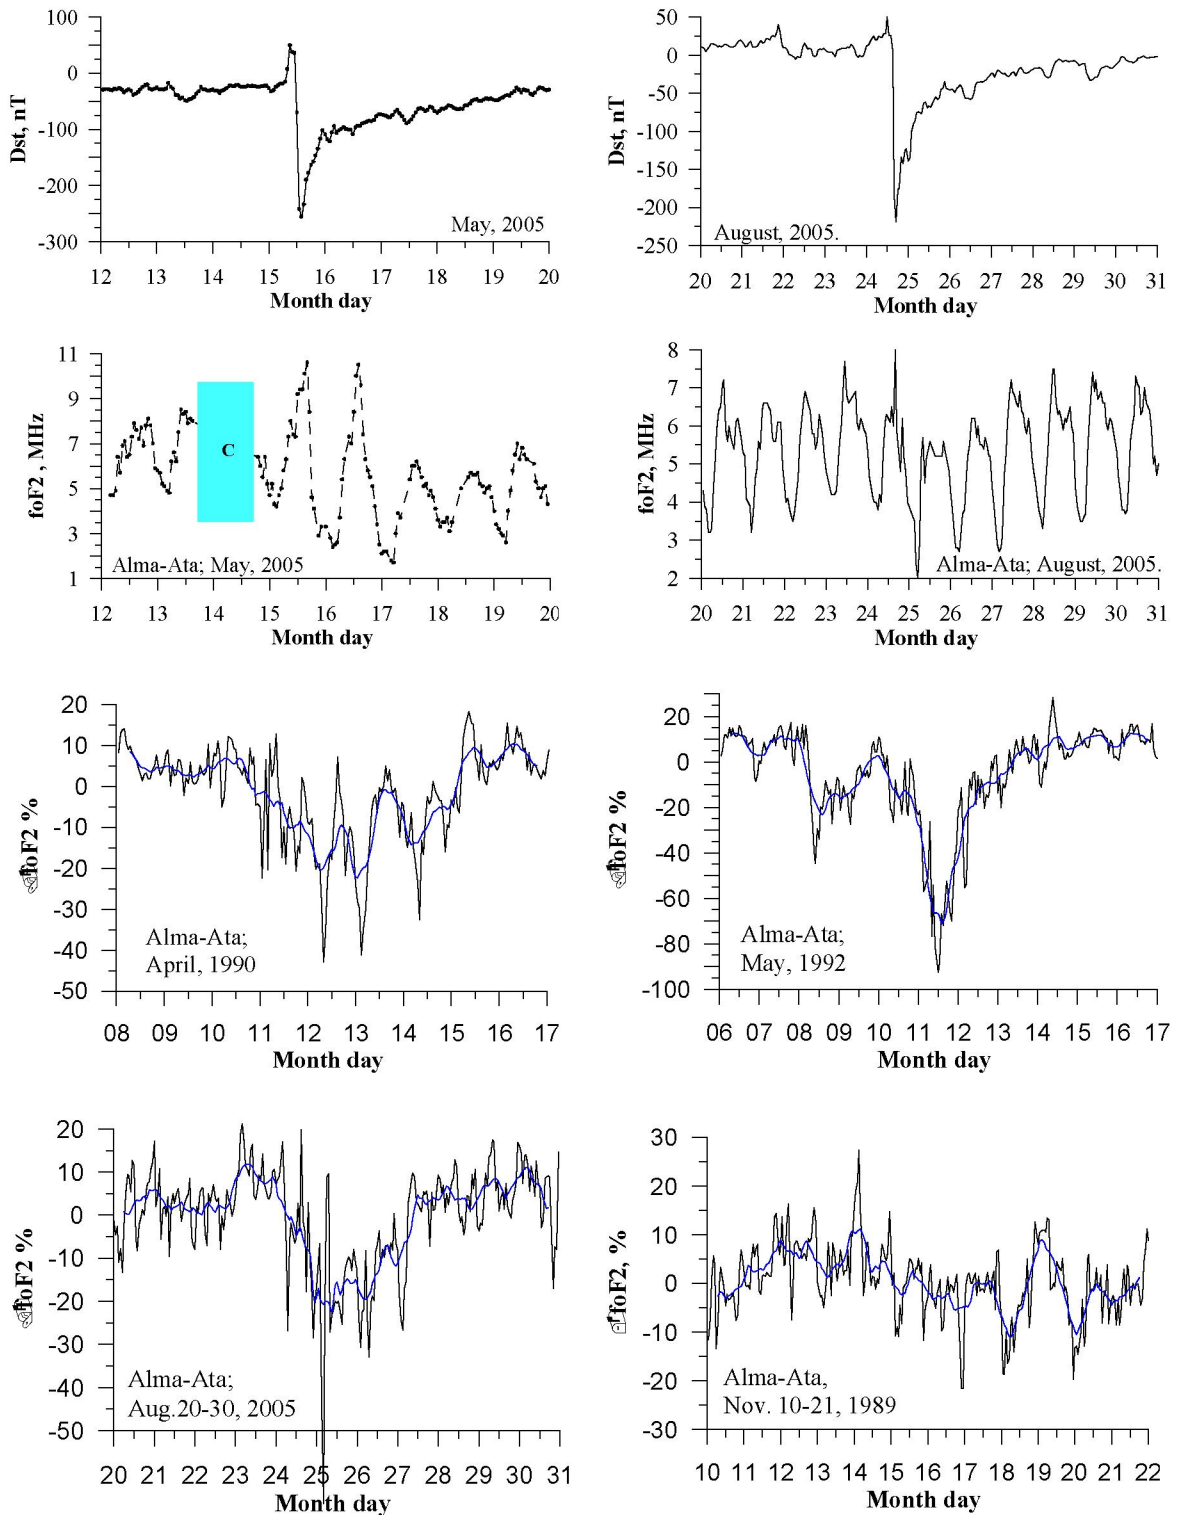 100
0
-100
-200
-300
Dst, nT
May, 2005
12 13 14 15 16 17 18 19 20
Month day
50
0
-50
-100
-150
-200
-250
Dst, nT
August, 2005.
20 21 22 23 24 25 26 27 28 29 30 31
Month day
11
9
7
5
3
1
foF2 , MHz
C
Alma-Ata; May, 2005
12 13 14 15 16 17 18 19 20
Month day
8
7
6
5
4
3
2
foF2, MHz
Alma-Ata; August, 2005.
20 21 22 23 24 25 26 27 28 29 30 31
Month day
20
10
0
-10
-20
-30
-40
-50
foF2 %
Alma-Ata;
April, 1990
08 09 10 11 12 13 14 15 16 17
Month day
20
0
-20
-40
-60
-80
-100
foF2 %
Alma-Ata;
May, 1992
06 07 08 09 10 11 12 13 14 15 16 17
Month day
20
10
0
-10
-20
-30
-40
-50
foF2 %
Alma-Ata;
Aug.20-30, 2005
20 21 22 23 24 25 26 27 28 29 30 31
Month day
30
20
10
0
-10
-20
-30
foF2, %
Alma-Ata,
Nov. 10-21, 1989
10 11 12 13 14 15 16 17 18 19 20 21 22
Month day